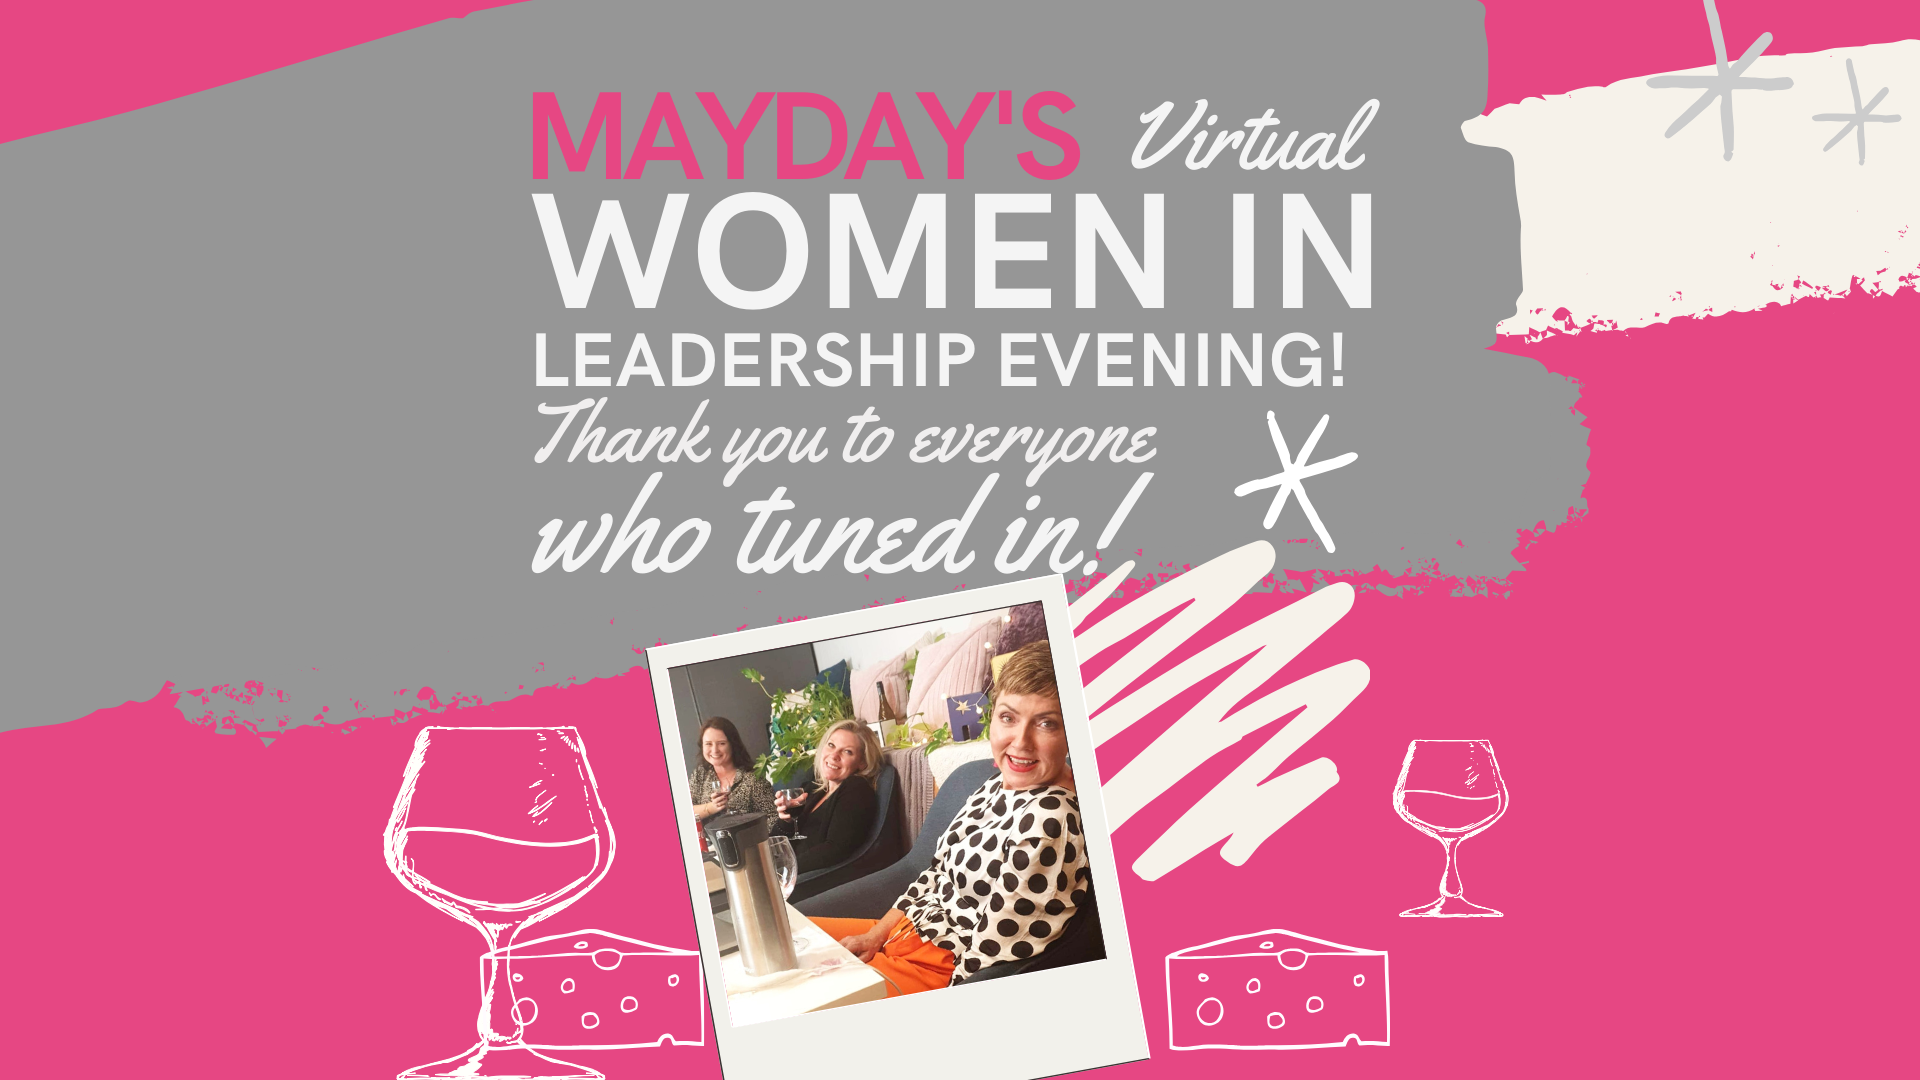 MAYDAY'S Virtual
WOMEN IN
LEADERSHIP EVENING!
Thank you to everyone
who tuned in!